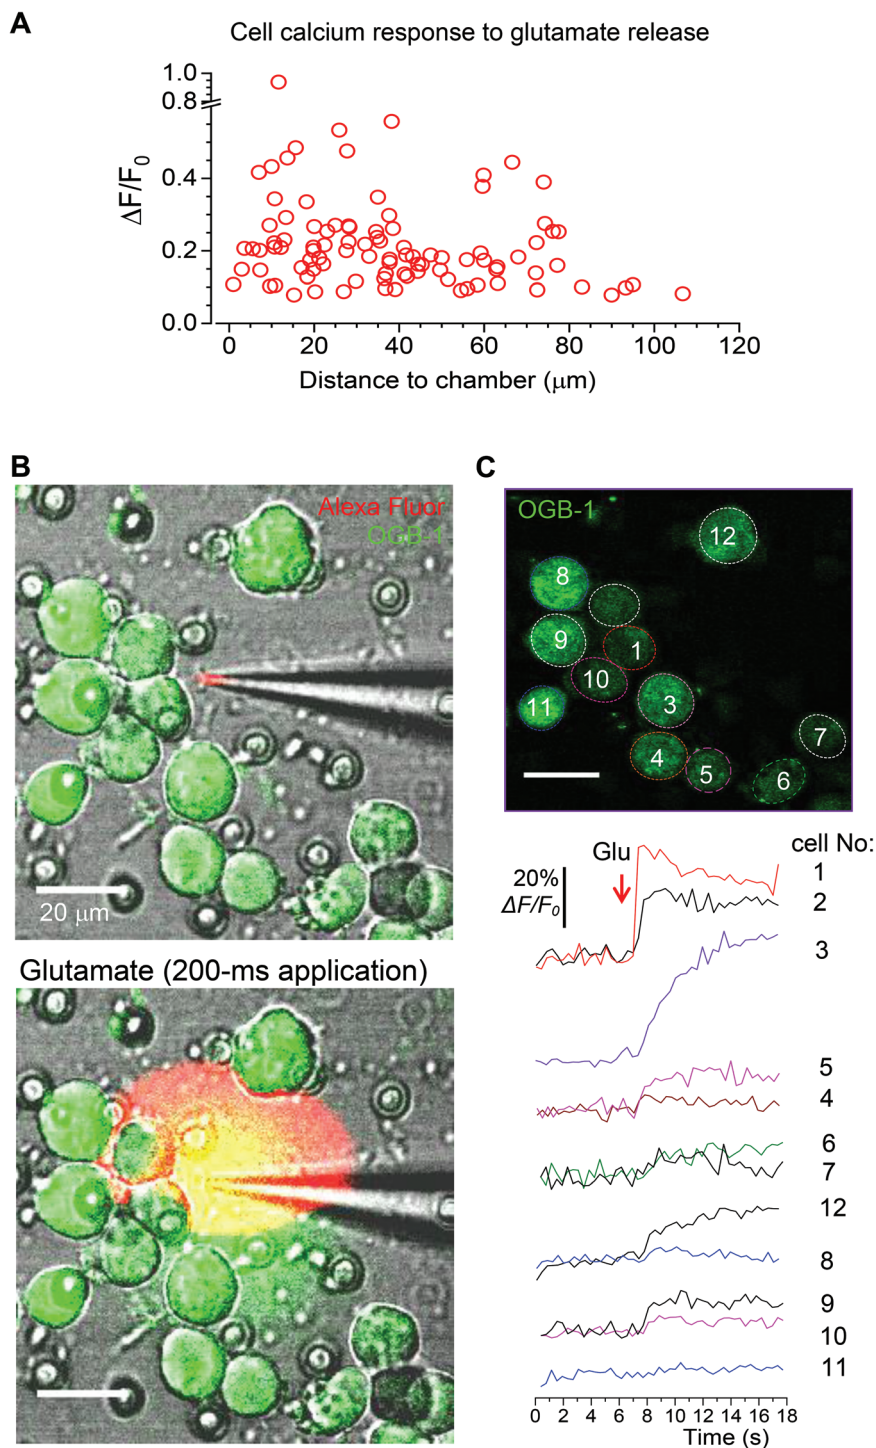 A
Cell calcium response to glutamate release
1.0
0.8
0.4
0.2
0.0
ΔF/F0
0 20 40 60 80 100 120
Distance to chamber (μm)
B
Alexa Fluor
OGB-1
20 μm
Glutamate (200-ms application)
C
OGB-1
12
8
9
1
10
3
11
7
4
5
6
cell No:
Glu
20%
ΔF/F0
1
2
3
5
4
6
7
12
8
9
10
11
0 2 4 6 8 10 12 14 16 18
Time (s)